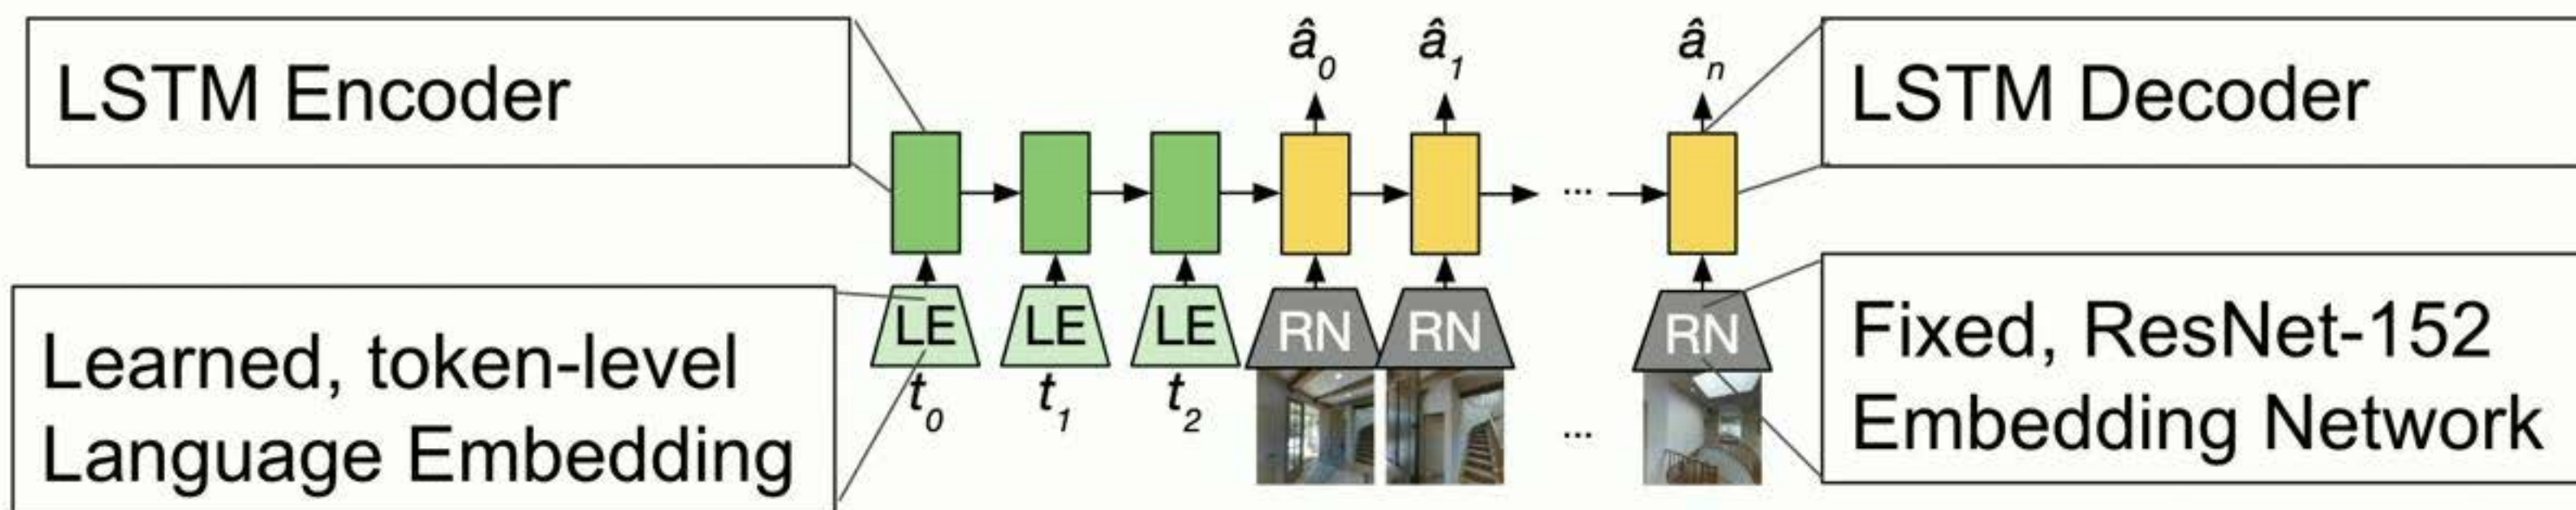 LSTM Encoder
â0 â1 ân
LSTM Decoder
...
LE LE LE RN RN RN
t0 t1 t2
...
Learned, token-level
Language Embedding
Fixed, ResNet-152
Embedding Network